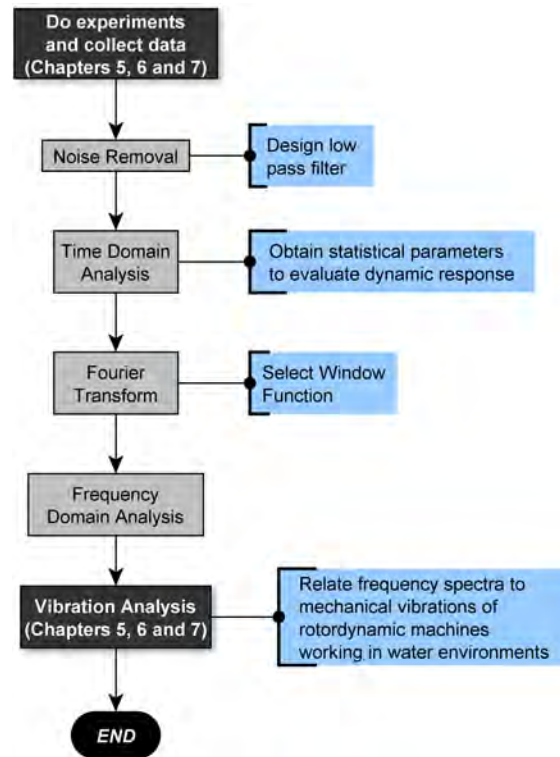 Do experiments
and collect data
(Chapters 5, 6 and 7)
Noise Removal
Design low
pass filter
Time Domain
Analysis
Obtain statistical parameters
to evaluate dynamic response
Fourier
Transform
Select Window
Function
Frequency
Domain Analysis
Vibration Analysis
(Chapters 5, 6 and 7)
Relate frequency spectra to
mechanical vibrations of
rotordynamic machines
working in water environments
END